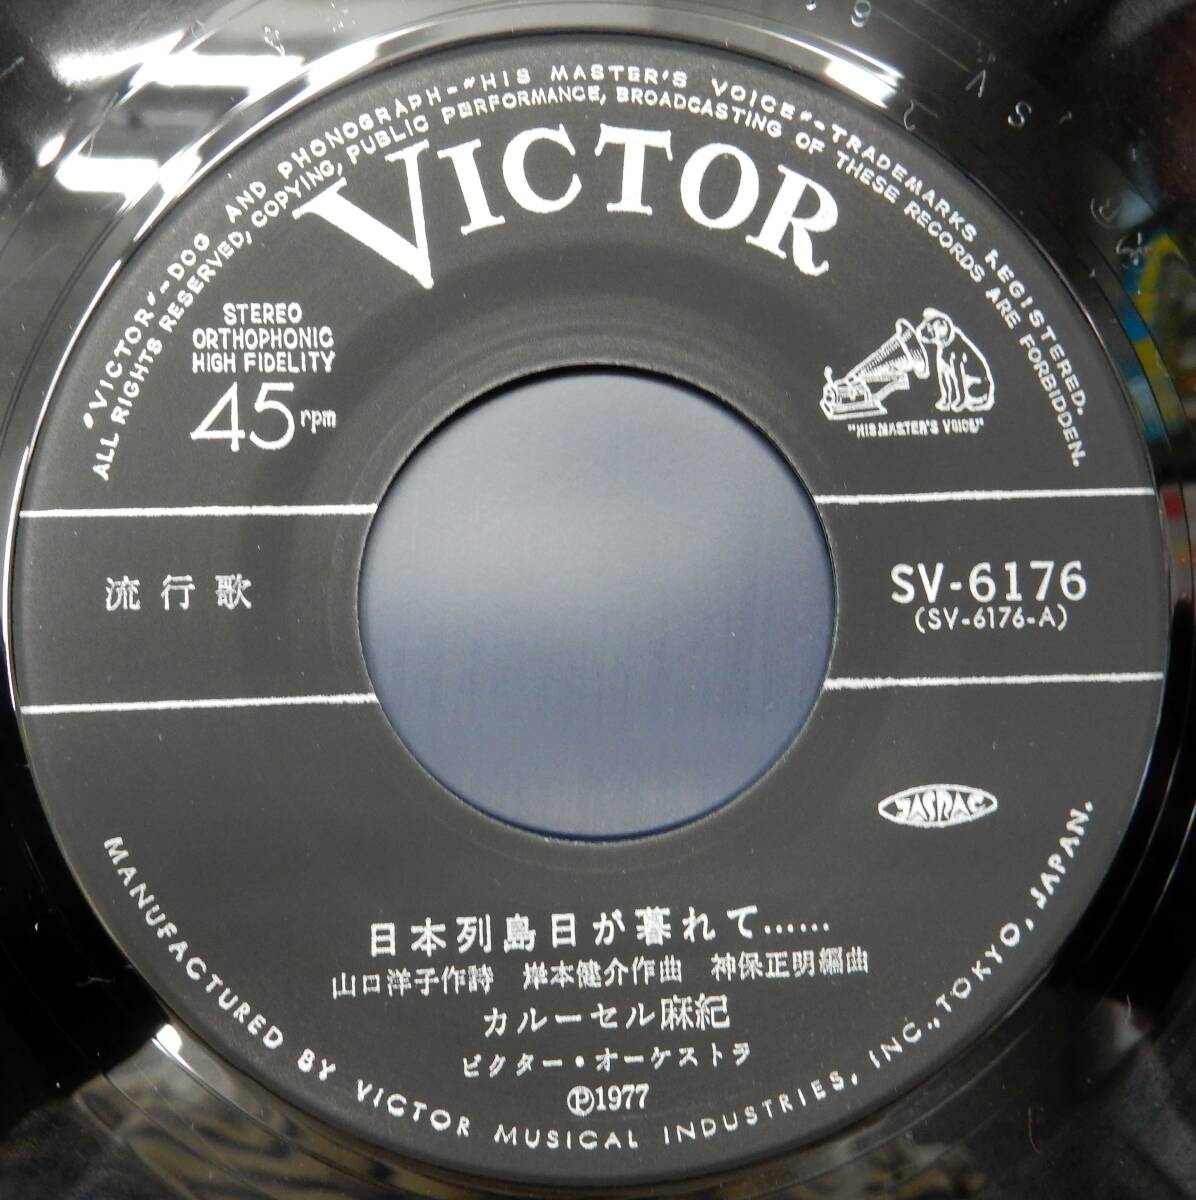 "VICTOR"-DOG AND PHONOGRAPH-"HIS MASTER'S VOICE"-TRADEMARKS REGISTERED.
ALL RIGHTS RESERVED, COPYING, PUBLIC PERFORMANCE, BROADCASTING OF THESE RECORDS ARE FORBIDDEN.
VICTOR
STEREO
ORTHOPHONIC
HIGH FIDELITY
45 rpm
"HIS MASTER'S VOICE"
流行歌
SV-6176
(SV-6176-A)
JASRAC
日本列島日が暮れて……
山口洋子作詩 岸本健介作曲 神保正明編曲
カルーセル麻紀
ビクター・オーケストラ
Ⓟ1977
MANUFACTURED BY VICTOR MUSICAL INDUSTRIES, INC., TOKYO, JAPAN.